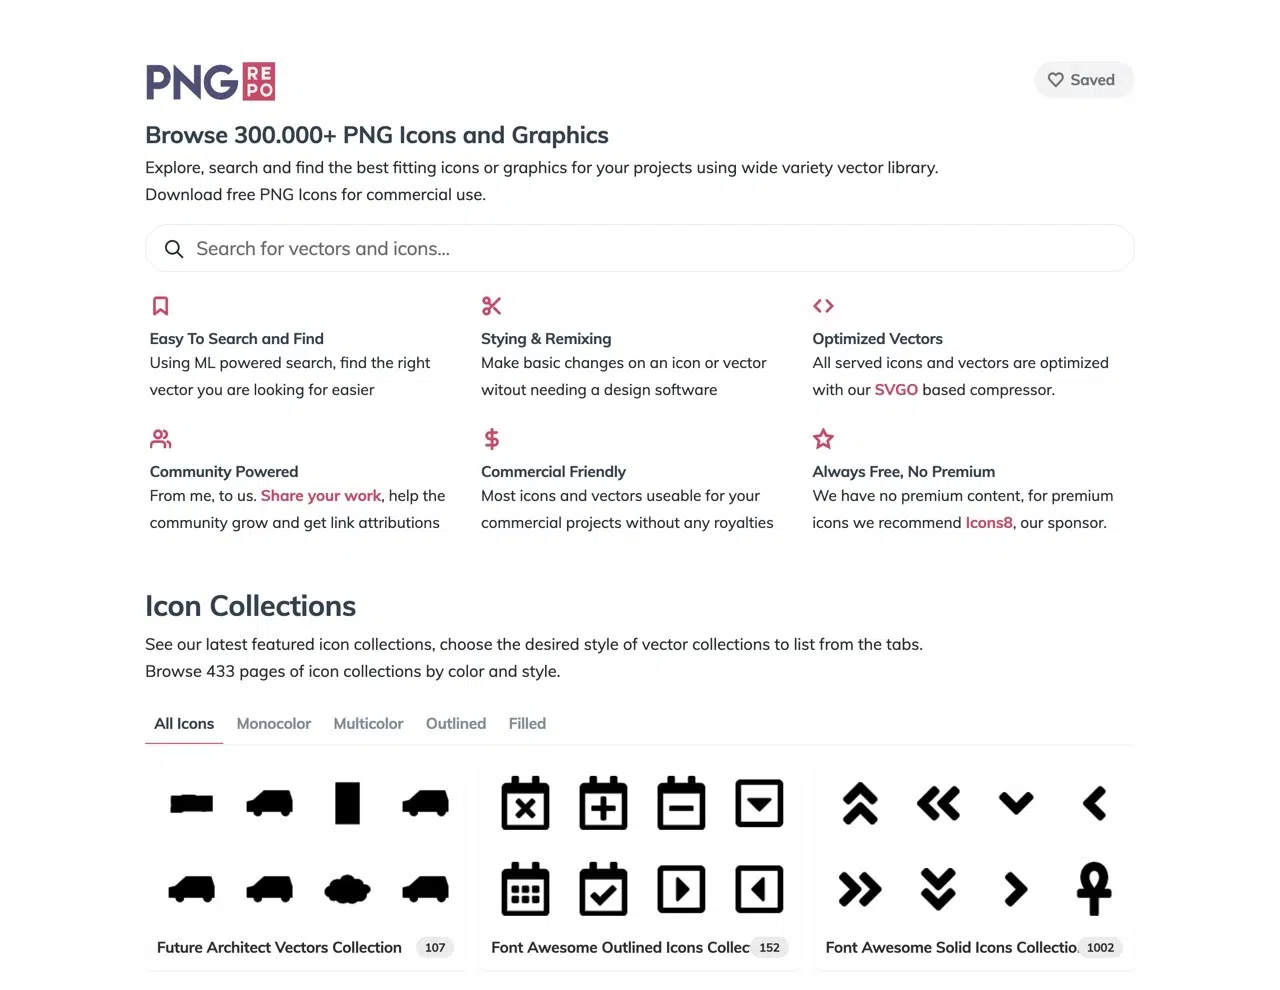 PNG REPO
Saved
Browse 300.000+ PNG Icons and Graphics
Explore, search and find the best fitting icons or graphics for your projects using wide variety vector library.
Download free PNG Icons for commercial use.
Search for vectors and icons...
Easy To Search and Find
Using ML powered search, find the right
vector you are looking for easier
Stying & Remixing
Make basic changes on an icon or vector
witout needing a design software
Optimized Vectors
All served icons and vectors are optimized
with our SVGO based compressor.
Community Powered
From me, to us. Share your work, help the
community grow and get link attributions
Commercial Friendly
Most icons and vectors useable for your
commercial projects without any royalties
Always Free, No Premium
We have no premium content, for premium
icons we recommend Icons8, our sponsor.
Icon Collections
See our latest featured icon collections, choose the desired style of vector collections to list from the tabs.
Browse 433 pages of icon collections by color and style.
All Icons Monocolor Multicolor Outlined Filled
Future Architect Vectors Collection 107
Font Awesome Outlined Icons Collec 152
Font Awesome Solid Icons Collectio 1002